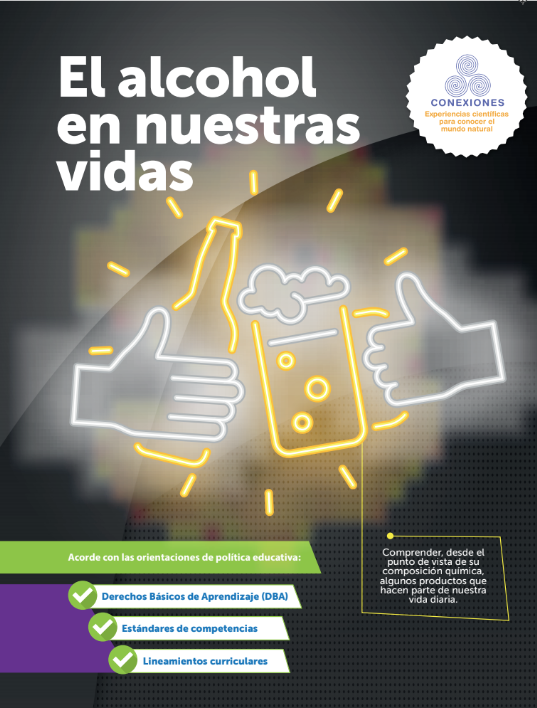 El alcohol
en nuestras
vidas
CONEXIONES
Experiencias científicas
para conocer el
mundo natural
Acorde con las orientaciones de política educativa:
Derechos Básicos de Aprendizaje (DBA)
Estándares de competencias
Lineamientos curriculares
Comprender, desde el
punto de vista de su
composición química,
algunos productos que
hacen parte de nuestra
vida diaria.